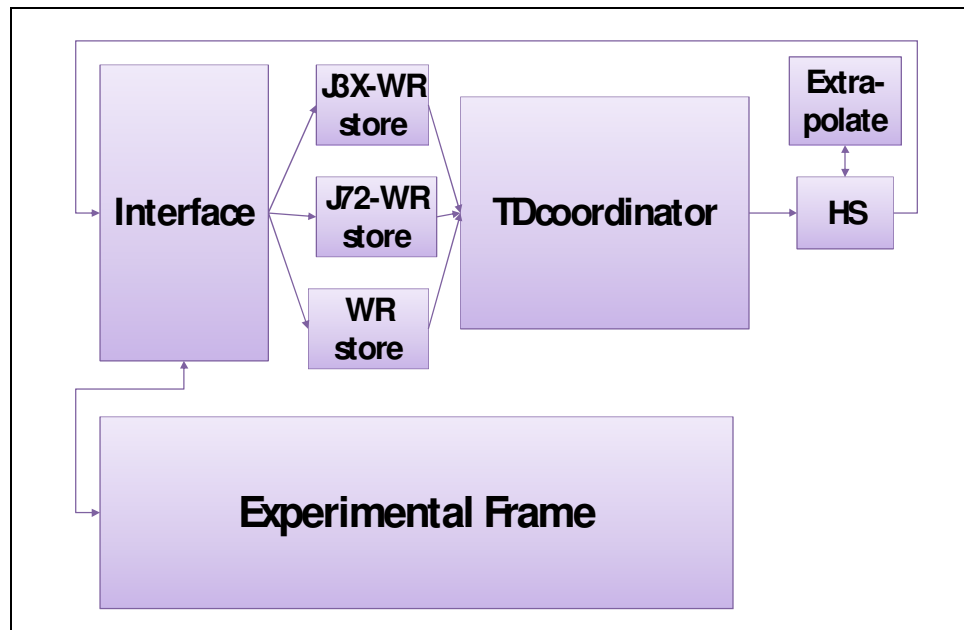 J3X-WR
store
Extra-
polate
Interface
J72-WR
store
TDcoordinator
HS
WR
store
Experimental Frame